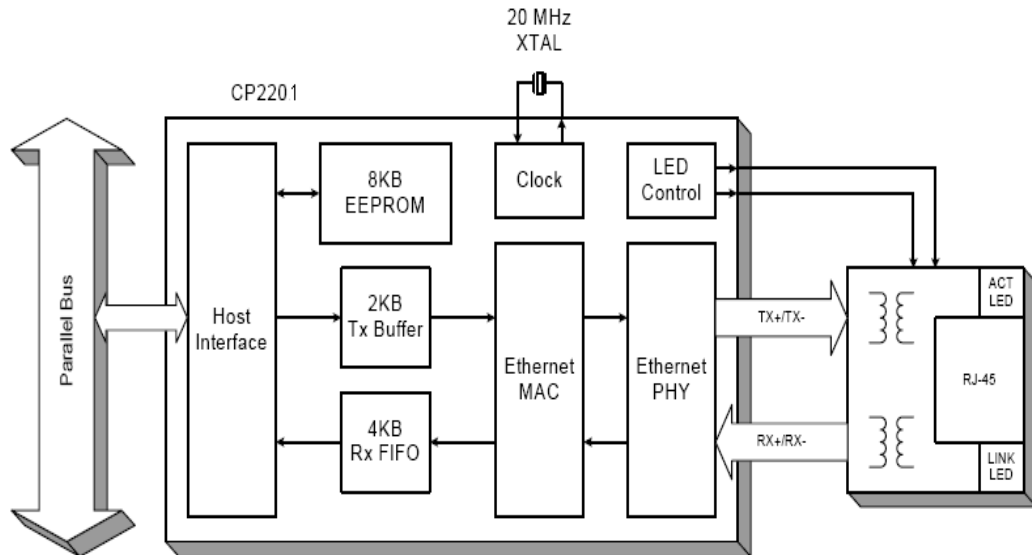 20 MHz
XTAL
CP2201
Parallel Bus
Host
Interface
8KB
EEPROM
Clock
LED
Control
2KB
Tx Buffer
4KB
Rx FIFO
Ethernet
MAC
Ethernet
PHY
TX+/TX-
RX+/RX-
ACT
LED
RJ-45
LINK
LED